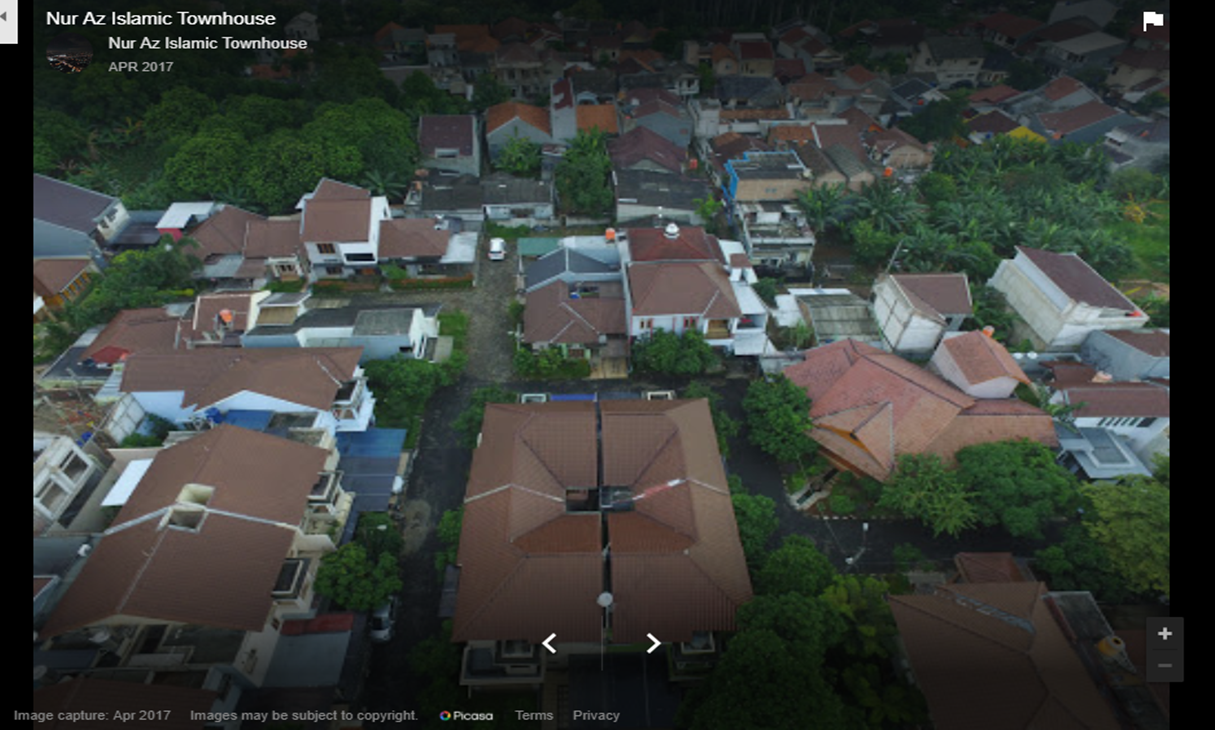 Nur Az Islamic Townhouse
Nur Az Islamic Townhouse
APR 2017
Image capture: Apr 2017 Images may be subject to copyright. Picasa Terms Privacy